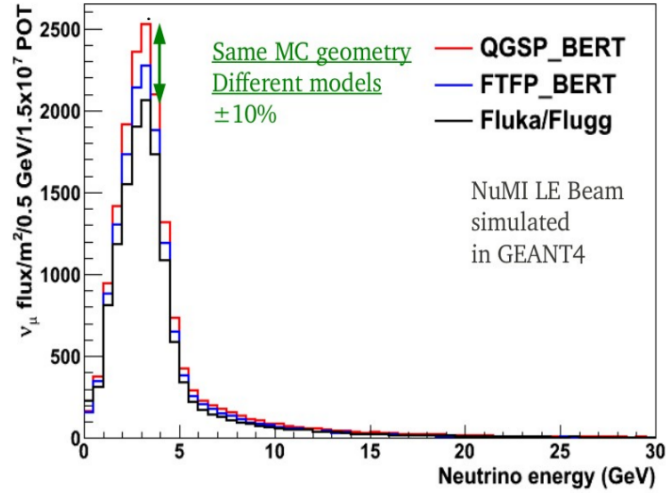 2500
2000
1500
1000
500
0
ν_μ flux/m²/0.5 GeV/1.5x10⁷ POT
Same MC geometry
Different models
±10%
QGSP_BERT
FTFP_BERT
Fluka/Flugg
NuMI LE Beam
simulated
in GEANT4
0 5 10 15 20 25 30
Neutrino energy (GeV)